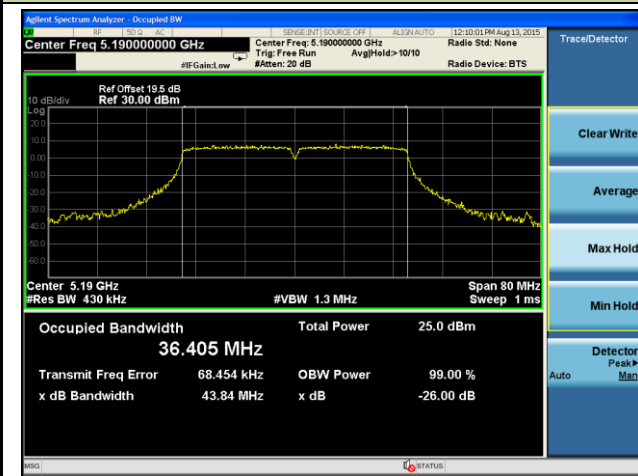 Agilent Spectrum Analyzer - Occupied BW
RF 50 Ω AC SENSE:INT SOURCE OFF ALIGN AUTO 12:10:01 PM Aug 13, 2015
Center Freq 5.190000000 GHz Center Freq: 5.190000000 GHz Radio Std: None
Trig: Free Run Avg|Hold:>10/10
#IFGain:Low #Atten: 20 dB Radio Device: BTS
Trace/Detector
Ref Offset 19.5 dB
10 dB/div Ref 30.00 dBm
Log
20.0
10.0
0.00
-10.0
-20.0
-30.0
-40.0
-50.0
-60.0
Center 5.19 GHz Span 80 MHz
#Res BW 430 kHz #VBW 1.3 MHz Sweep 1 ms
Occupied Bandwidth Total Power 25.0 dBm
36.405 MHz
Transmit Freq Error 68.454 kHz OBW Power 99.00 %
x dB Bandwidth 43.84 MHz x dB -26.00 dB
Clear Write
Average
Max Hold
Min Hold
Detector
Peak▶
Auto Man
MSG STATUS